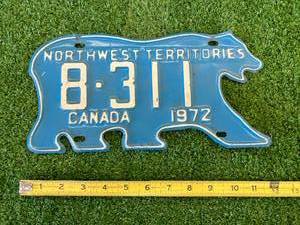 NORTHWEST TERRITORIES
8·311
CANADA 1972
1 2 3 4 5 6 7 8 9 10 11